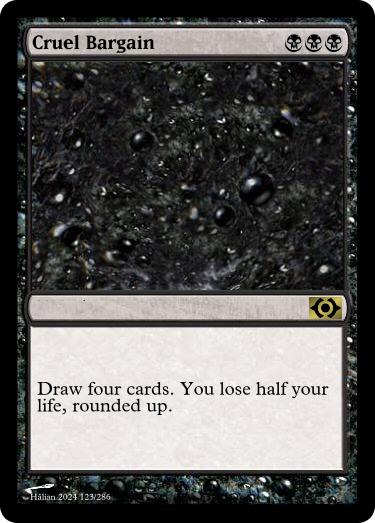 Cruel Bargain
Draw four cards. You lose half your
life, rounded up.
Hálian 2024 123/286